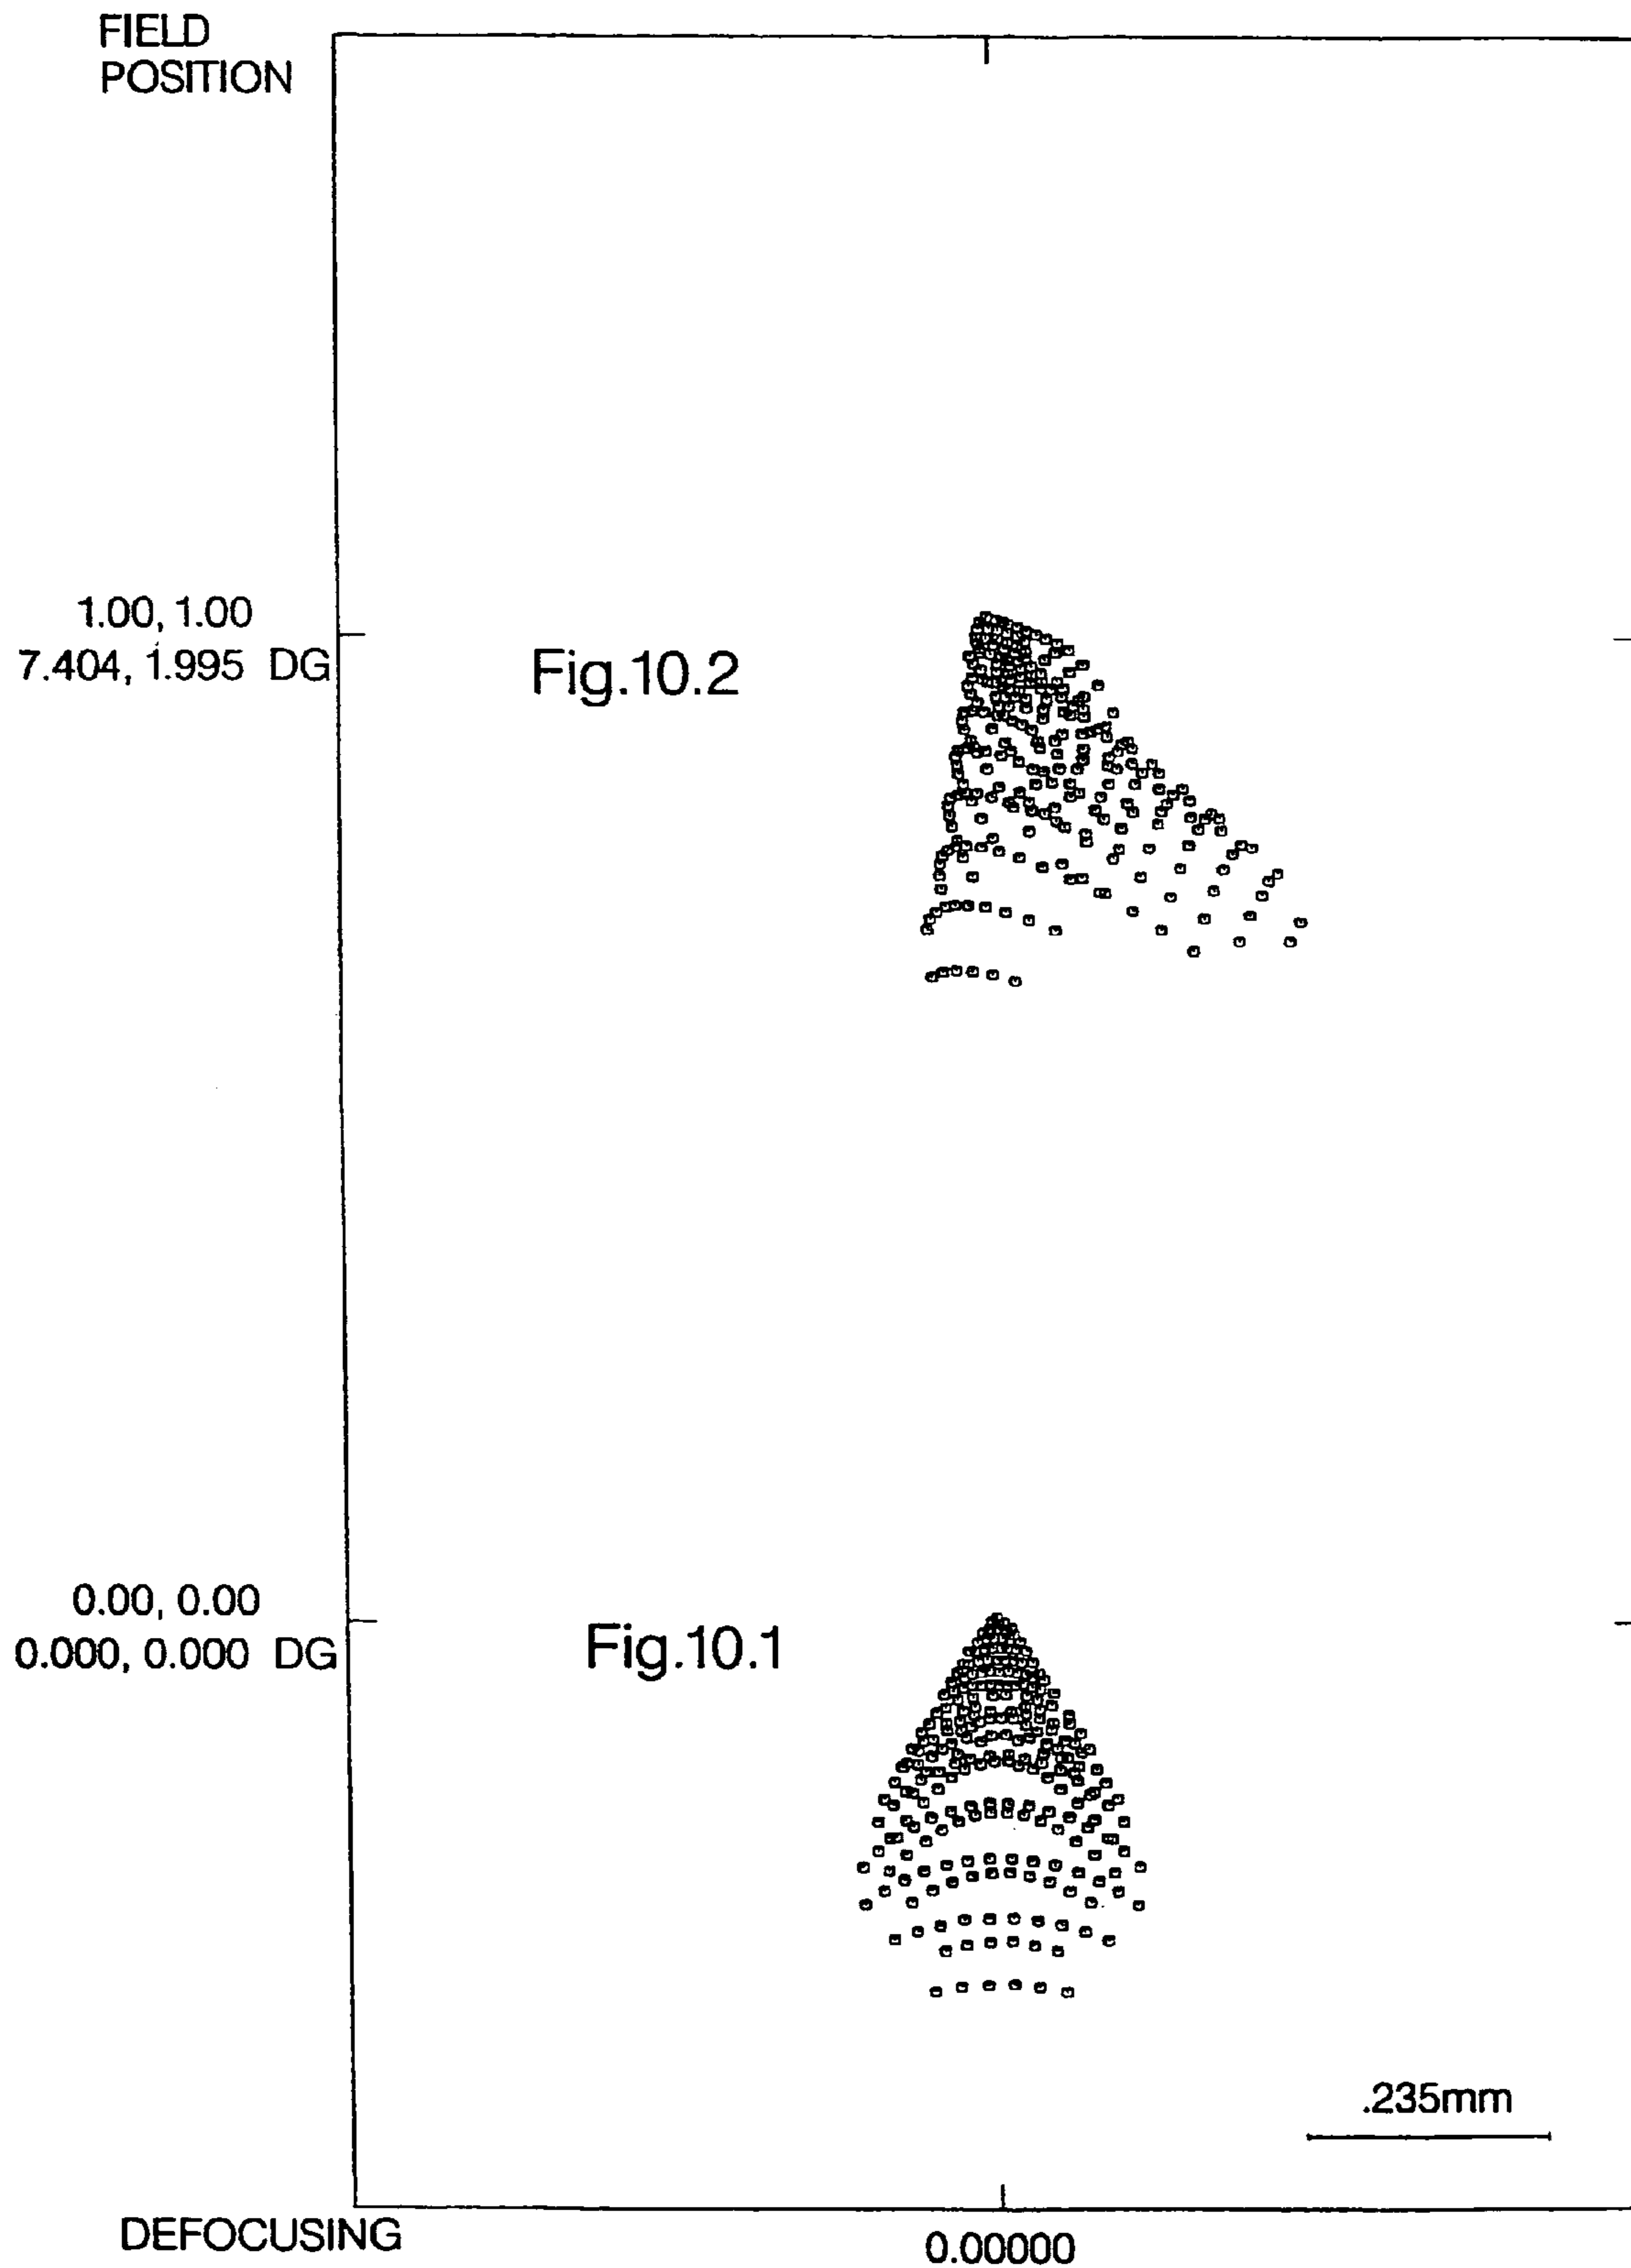 FIELD
POSITION
1.00, 1.00
7.404, 1.995 DG
Fig.10.2
0.00, 0.00
0.000, 0.000 DG
Fig.10.1
.235mm
DEFOCUSING
0.00000